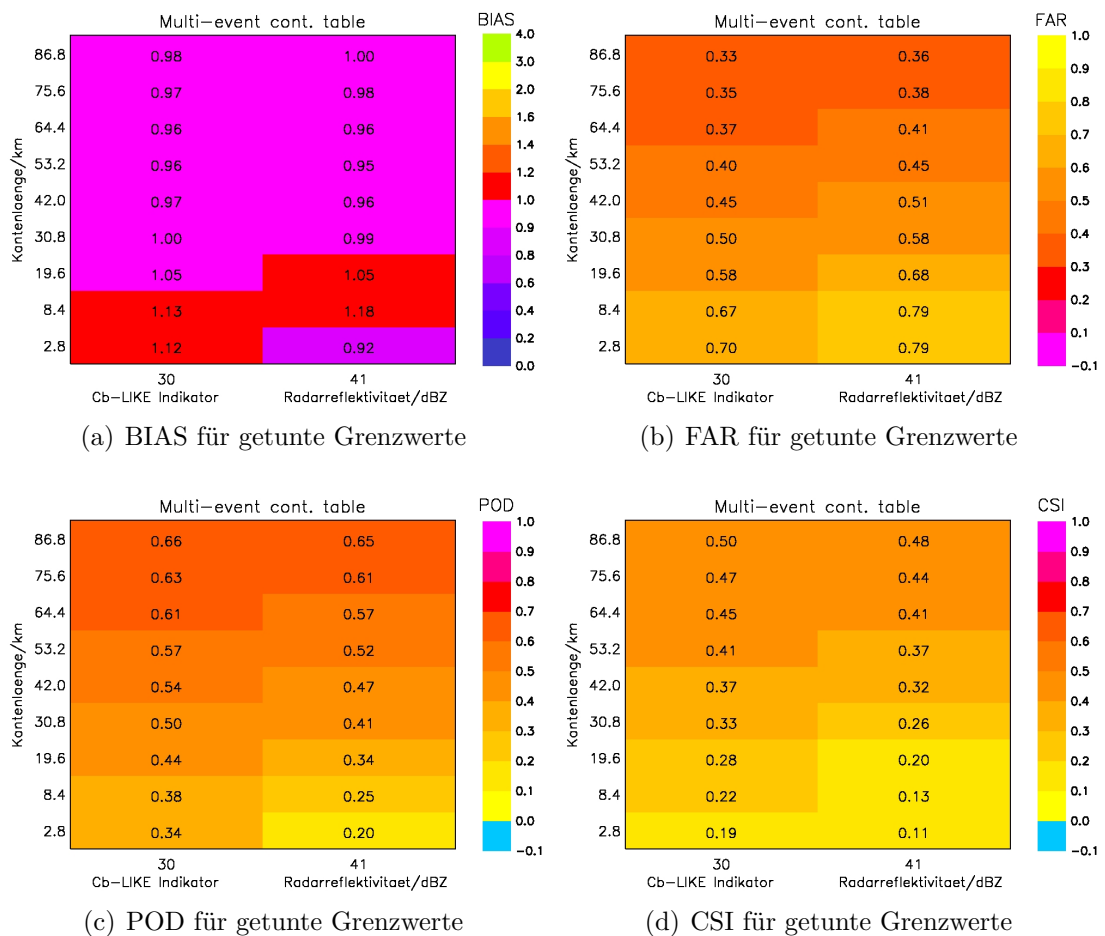 Multi-event cont. table
BIAS
Kantenlaenge/km
86.8 0.98 1.00
75.6 0.97 0.98
64.4 0.96 0.96
53.2 0.96 0.95
42.0 0.97 0.96
30.8 1.00 0.99
19.6 1.05 1.05
8.4 1.13 1.18
2.8 1.12 0.92
30 41
Cb-LIKE Indikator Radarreflektivitaet/dBZ
4.0
3.0
2.0
1.6
1.4
1.2
1.0
0.9
0.8
0.6
0.4
0.2
0.0
(a) BIAS für getunte Grenzwerte
Multi-event cont. table
FAR
Kantenlaenge/km
86.8 0.33 0.36
75.6 0.35 0.38
64.4 0.37 0.41
53.2 0.40 0.45
42.0 0.45 0.51
30.8 0.50 0.58
19.6 0.58 0.68
8.4 0.67 0.79
2.8 0.70 0.79
30 41
Cb-LIKE Indikator Radarreflektivitaet/dBZ
1.0
0.9
0.8
0.7
0.6
0.5
0.4
0.3
0.2
0.1
-0.1
(b) FAR für getunte Grenzwerte
Multi-event cont. table
POD
Kantenlaenge/km
86.8 0.66 0.65
75.6 0.63 0.61
64.4 0.61 0.57
53.2 0.57 0.52
42.0 0.54 0.47
30.8 0.50 0.41
19.6 0.44 0.34
8.4 0.38 0.25
2.8 0.34 0.20
30 41
Cb-LIKE Indikator Radarreflektivitaet/dBZ
1.0
0.9
0.8
0.7
0.6
0.5
0.4
0.3
0.2
0.1
0.0
-0.1
(c) POD für getunte Grenzwerte
Multi-event cont. table
CSI
Kantenlaenge/km
86.8 0.50 0.48
75.6 0.47 0.44
64.4 0.45 0.41
53.2 0.41 0.37
42.0 0.37 0.32
30.8 0.33 0.26
19.6 0.28 0.20
8.4 0.22 0.13
2.8 0.19 0.11
30 41
Cb-LIKE Indikator Radarreflektivitaet/dBZ
1.0
0.9
0.8
0.7
0.6
0.5
0.4
0.3
0.2
0.1
0.0
-0.1
(d) CSI für getunte Grenzwerte